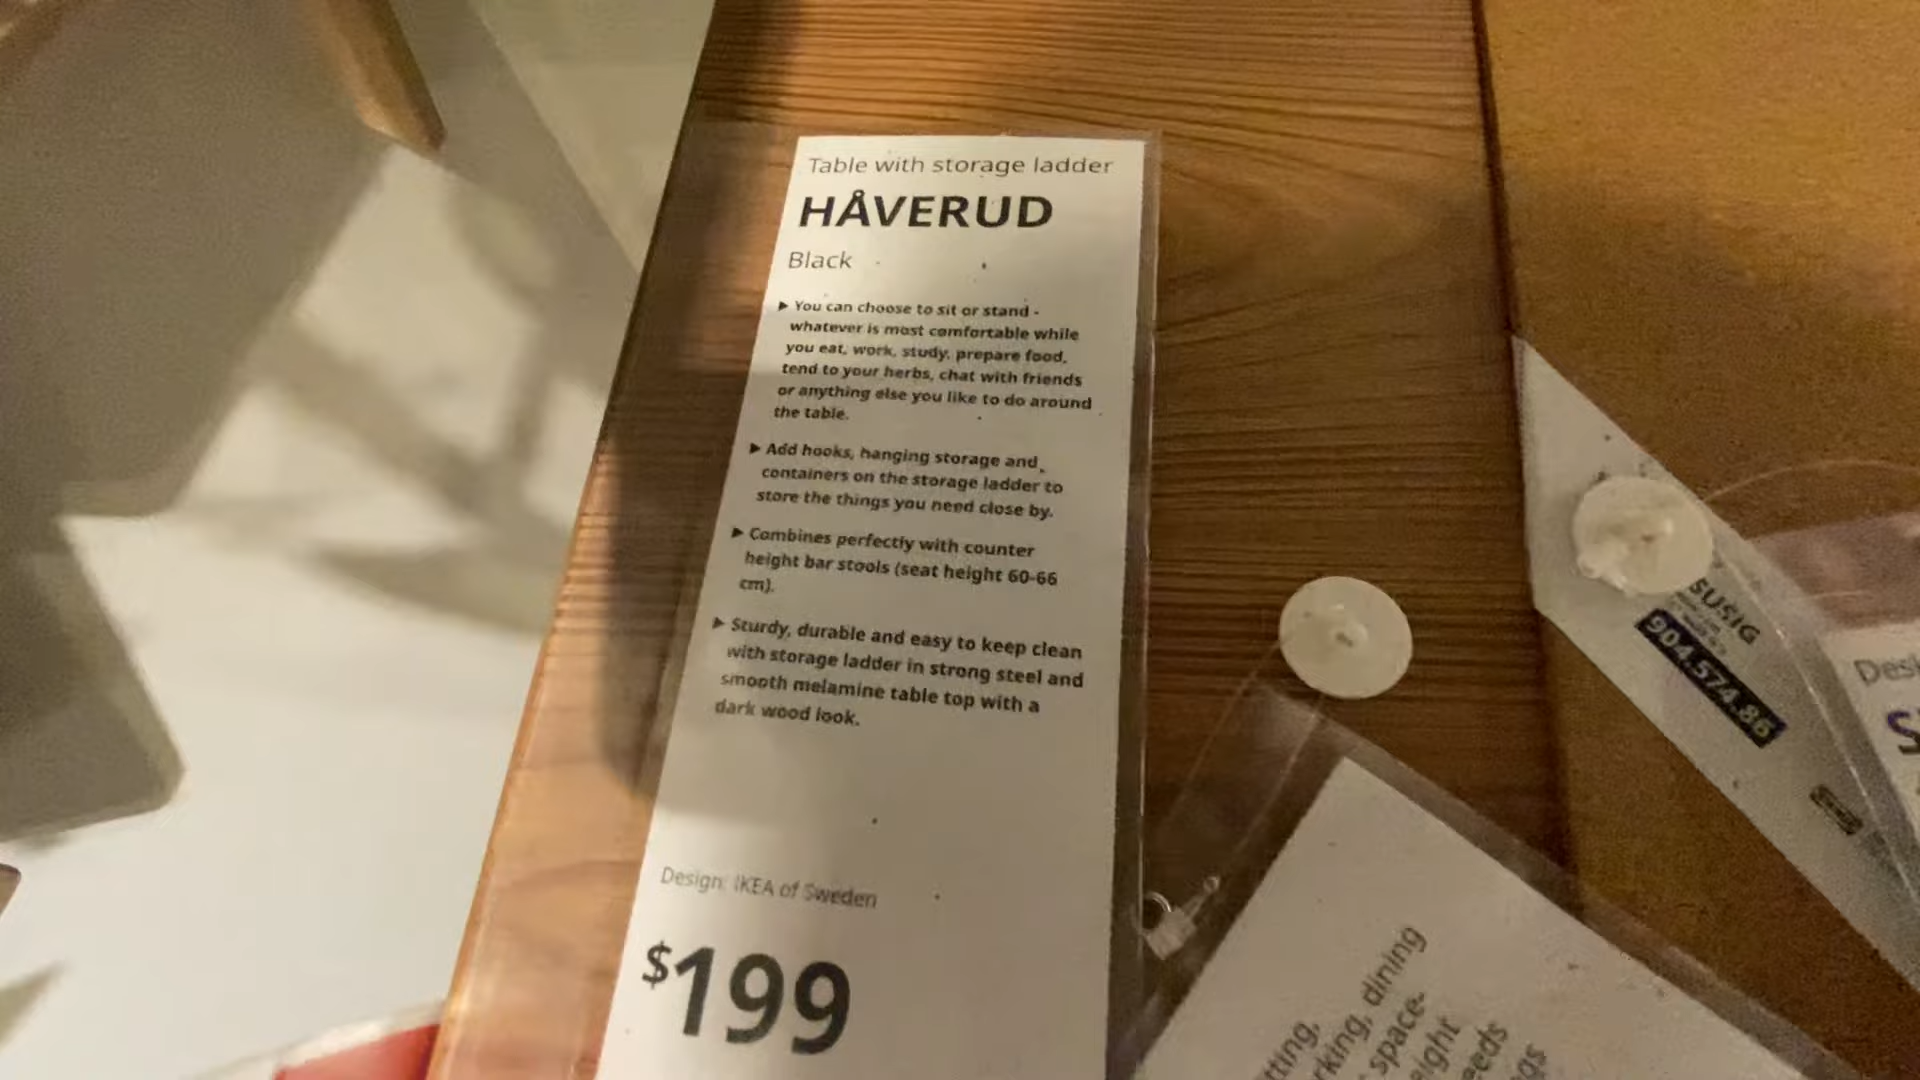 Table with storage ladder
HÅVERUD
Black
▶ You can choose to sit or stand -
whatever is most comfortable while
you eat, work, study, prepare food,
tend to your herbs, chat with friends
or anything else you like to do around
the table.
▶ Add hooks, hanging storage and
containers on the storage ladder to
store the things you need close by.
▶ Combines perfectly with counter
height bar stools (seat height 60-66
cm).
▶ Sturdy, durable and easy to keep clean
with storage ladder in strong steel and
smooth melamine table top with a
dark wood look.
Design: IKEA of Sweden
$199
SUSIG
904.574.86
dining
space.